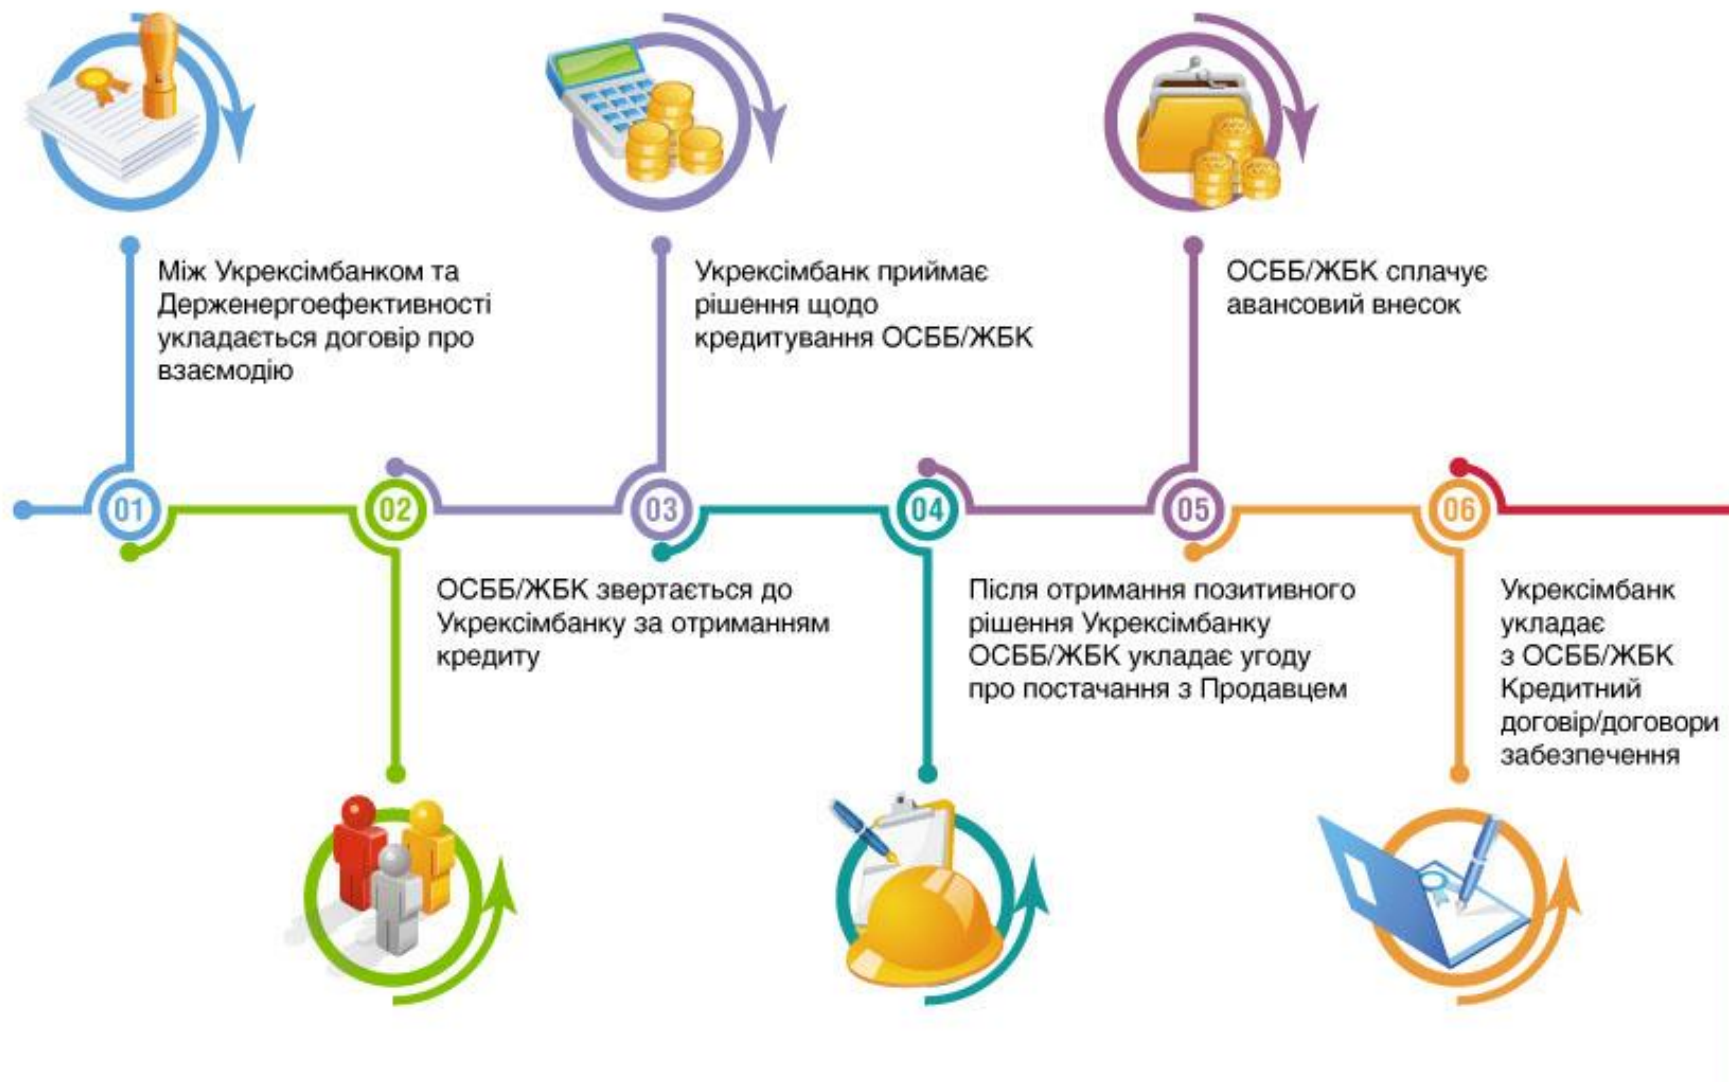 Між Укрексімбанком та
Держенергоефективності
укладається договір про
взаємодію
Укрексімбанк приймає
рішення щодо
кредитування ОСББ/ЖБК
ОСББ/ЖБК сплачує
авансовий внесок
01
02
03
04
05
06
ОСББ/ЖБК звертається до
Укрексімбанку за отриманням
кредиту
Після отримання позитивного
рішення Укрексімбанку
ОСББ/ЖБК укладає угоду
про постачання з Продавцем
Укрексімбанк
укладає
з ОСББ/ЖБК
Кредитний
договір/договори
забезпечення